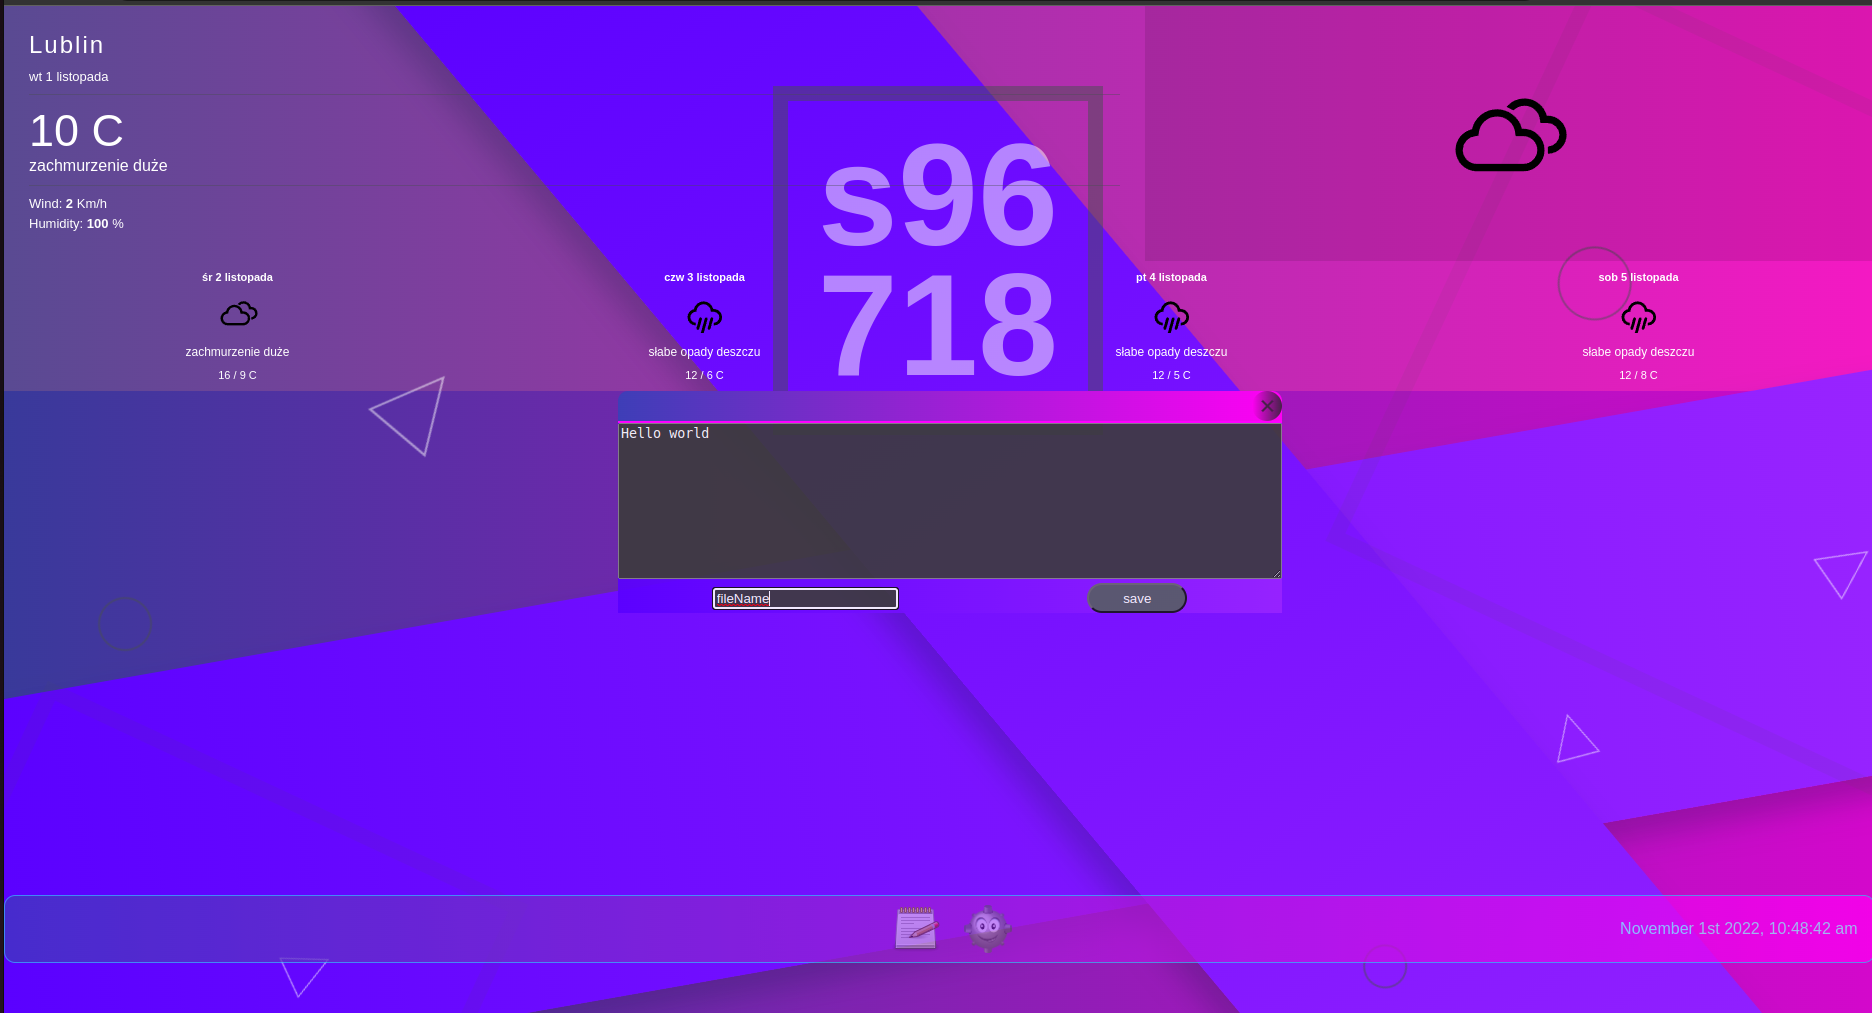 Lublin
wt 1 listopada
10 C
zachmurzenie duże
Wind: 2 Km/h
Humidity: 100 %
s96
718
śr 2 listopada
zachmurzenie duże
16 / 9 C
czw 3 listopada
słabe opady deszczu
12 / 6 C
pt 4 listopada
słabe opady deszczu
12 / 5 C
sob 5 listopada
słabe opady deszczu
12 / 8 C
Hello world
fileName
save
November 1st 2022, 10:48:42 am